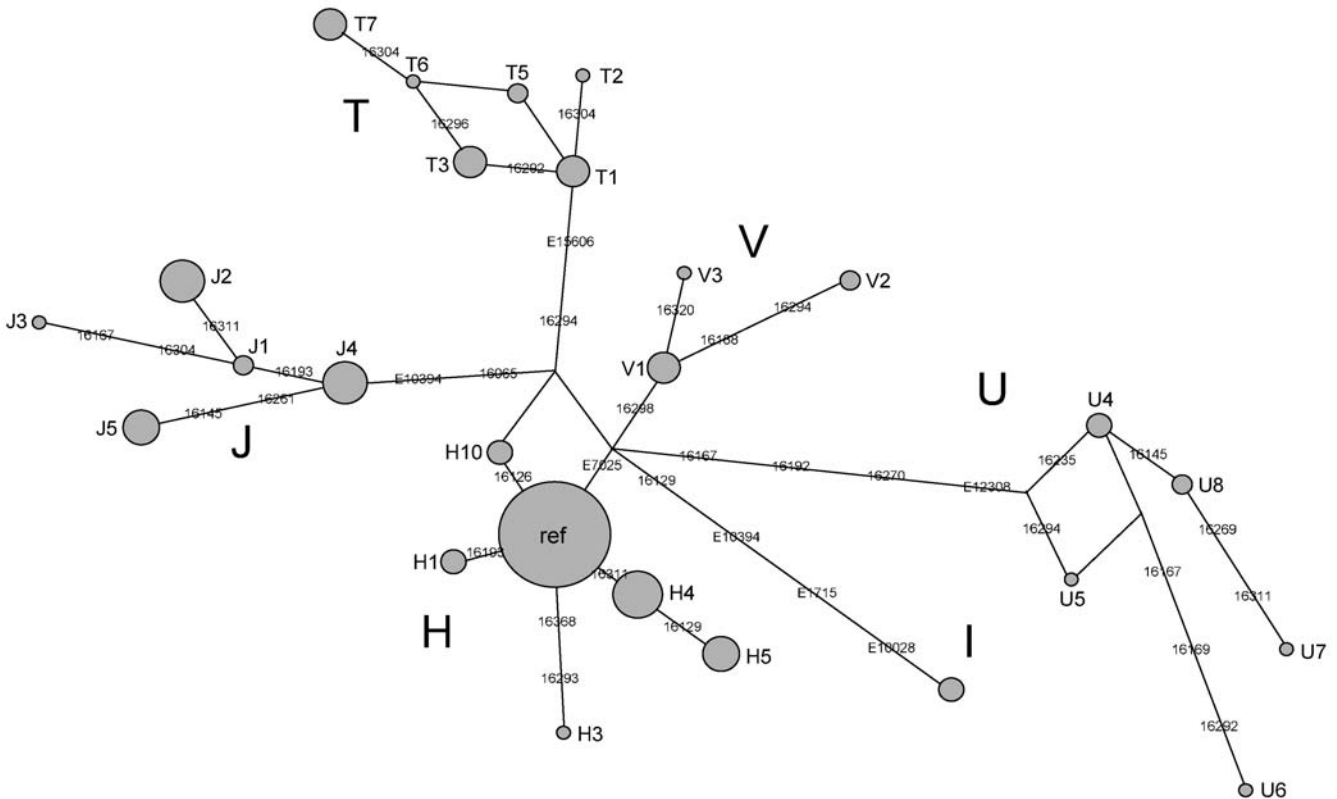 T7
16304
T6
T5
T2
T
16304
16296
T3
16292
T1
E15606
V
J2
V3
V2
16320
16294
J3
16167
16311
16294
16304
J1
16188
16193
J4
E10394
16065
V1
U
16298
U4
J5
16145
16261
J
H10
16126
E7025
16167
16192
16270
E12308
16235
16145
U8
16129
16294
16269
ref
E10394
H1
16193
16311
H4
16167
U5
E1715
16311
H
16368
16129
I
E10028
16169
U7
H5
16293
16292
H3
U6